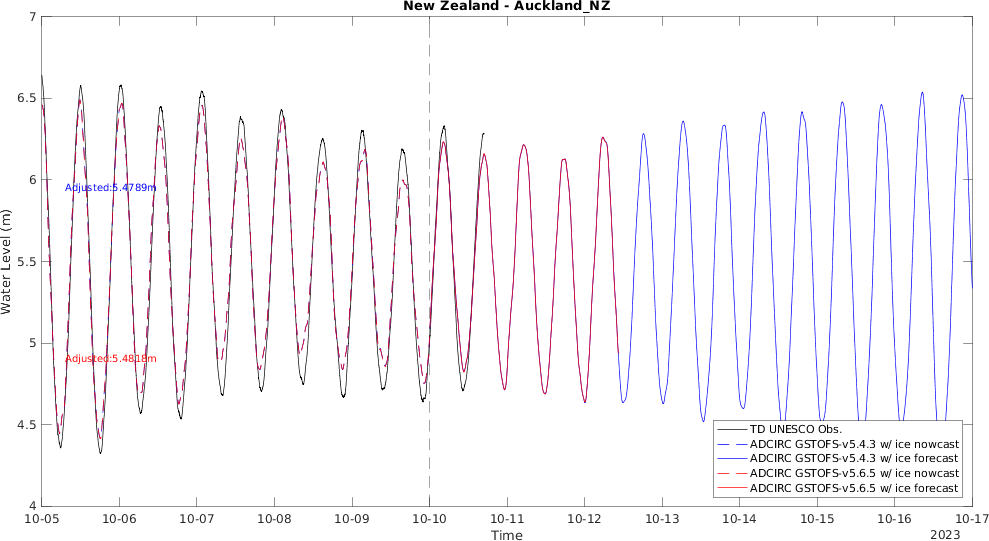 New Zealand - Auckland_NZ
7
6.5
6
5.5
5
4.5
4
Water Level (m)
Adjusted:5.4789m
Adjusted:5.4818m
TD UNESCO Obs.
ADCIRC GSTOFS-v5.4.3 w/ ice nowcast
ADCIRC GSTOFS-v5.4.3 w/ ice forecast
ADCIRC GSTOFS-v5.6.5 w/ ice nowcast
ADCIRC GSTOFS-v5.6.5 w/ ice forecast
10-05 10-06 10-07 10-08 10-09 10-10 10-11 10-12 10-13 10-14 10-15 10-16 10-17
Time
2023